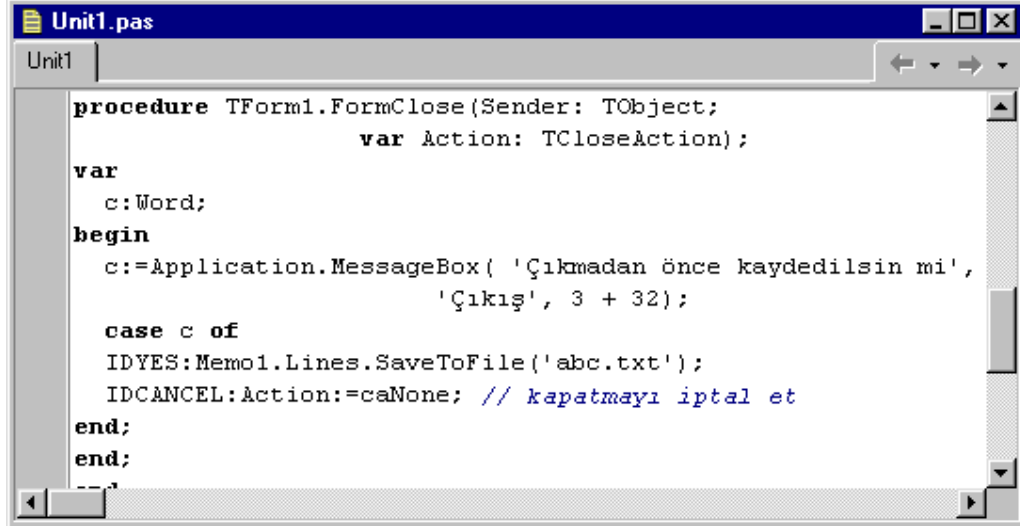 Unit1.pas
Unit1
procedure TForm1.FormClose(Sender: TObject;
var Action: TCloseAction);
var
c:Word;
begin
c:=Application.MessageBox( 'Çıkmadan önce kaydedilsin mi',
'Çıkış', 3 + 32);
case c of
IDYES:Memo1.Lines.SaveToFile('abc.txt');
IDCANCEL:Action:=caNone; // kapatmayı iptal et
end;
end;